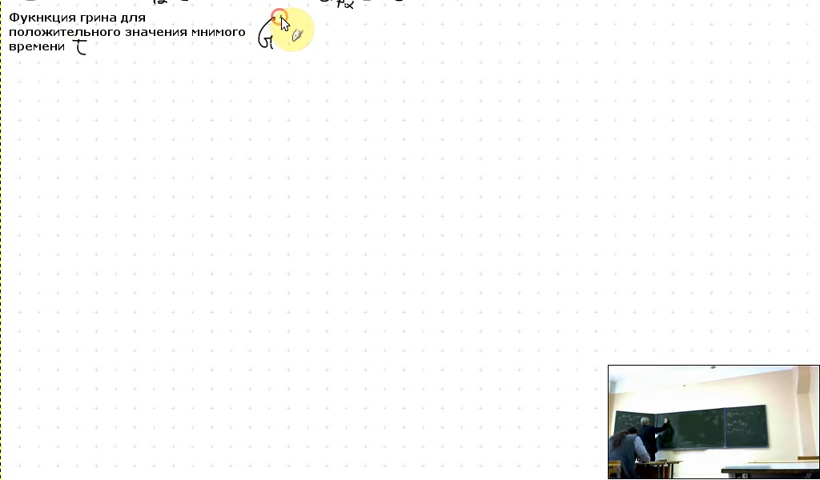 Фукнкция грина для
положительного значения мнимого
времени τ
G